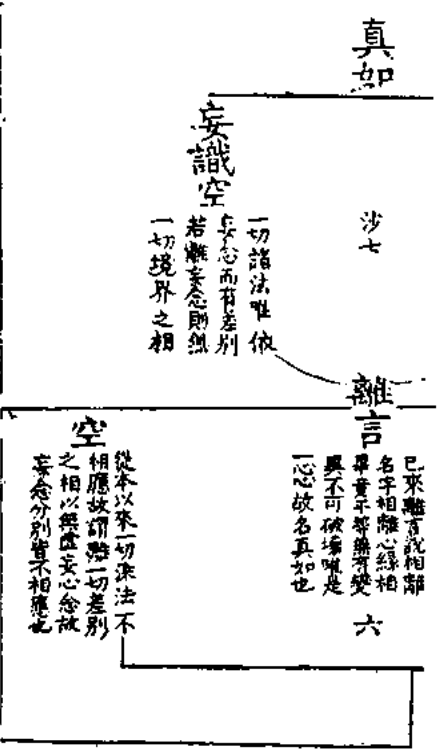 真如
沙七
妄識空
一切諸法唯依
妄念而有差別
若離妄念則無
一切境界之相
離言
已來離言說相離
名字相離心緣相
畢竟平等無有變
異不可破壞唯是
一心故名真如也
六
空
從本以來一切染法不
相應故謂離一切差別
之相以無虛妄心念故
妄念分別皆不相應也